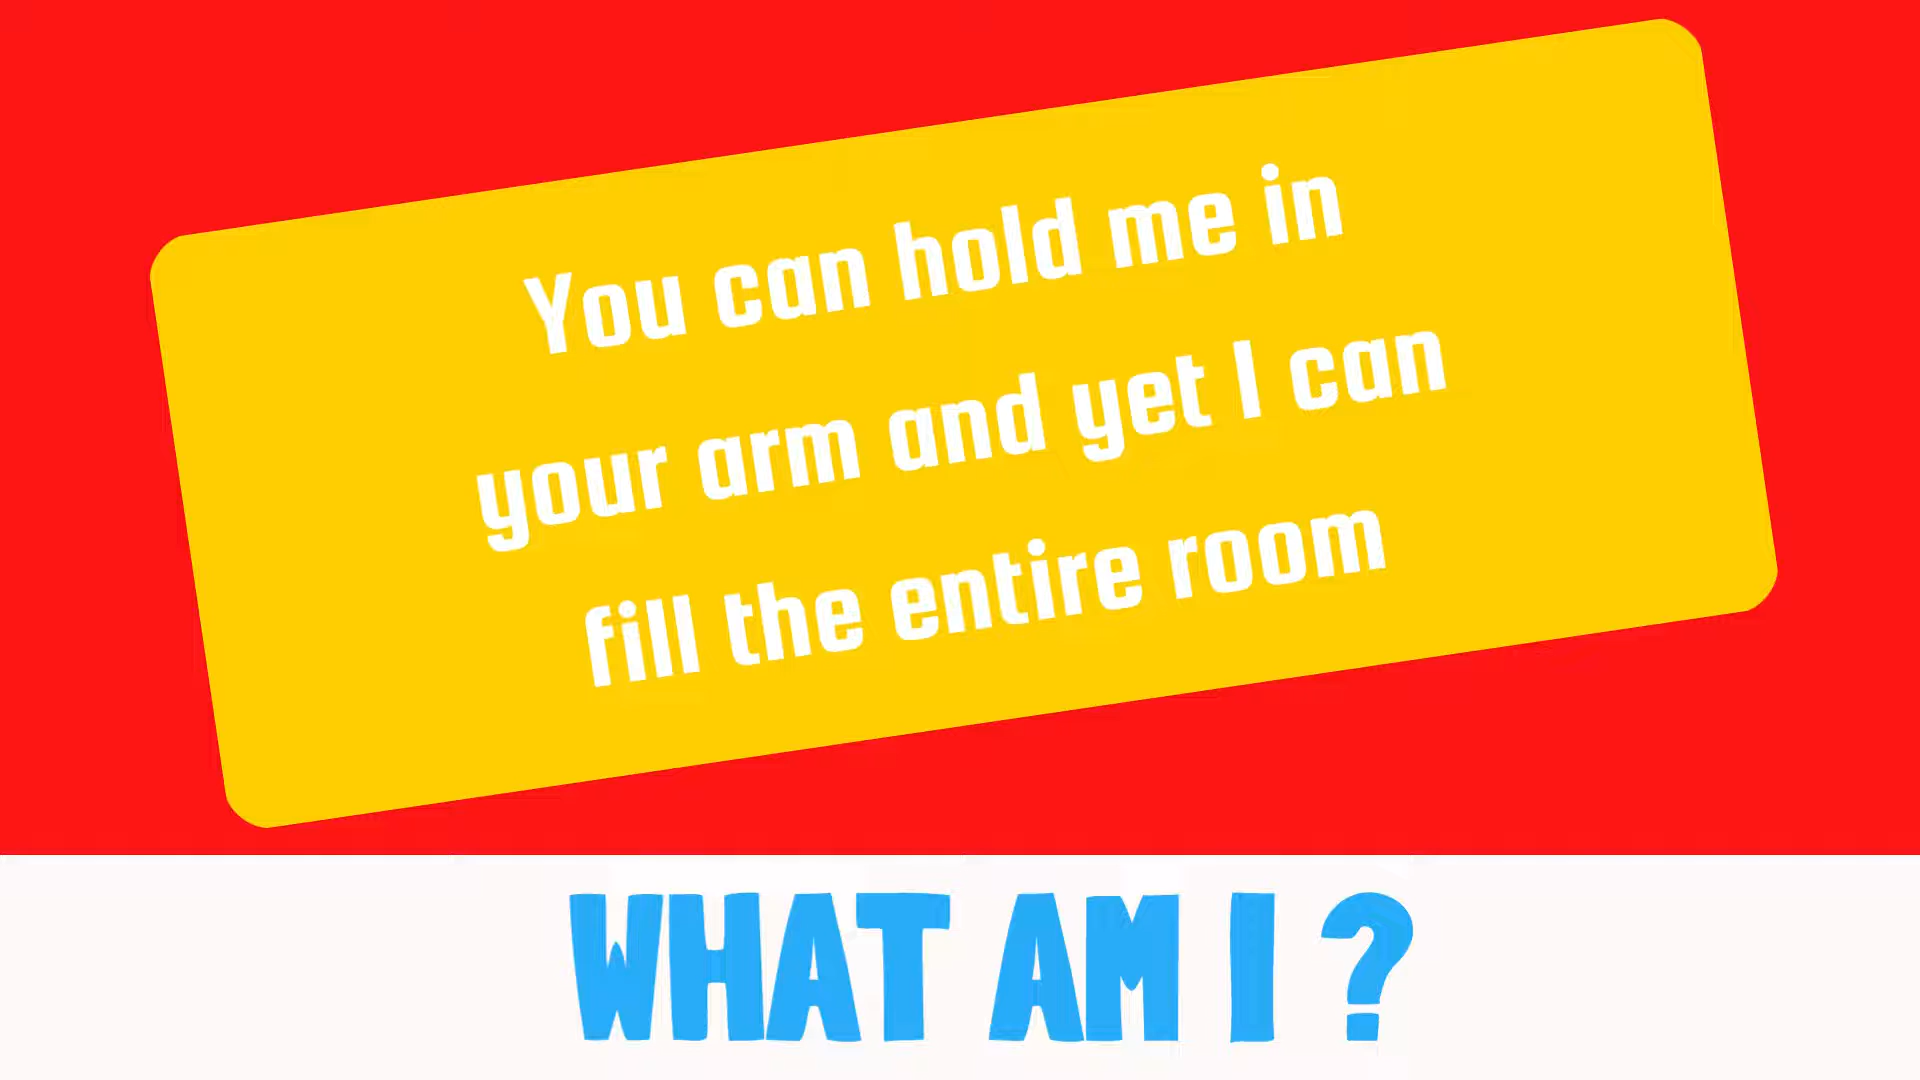 You can hold me in
your arm and yet I can
fill the entire room
WHAT AM I ?